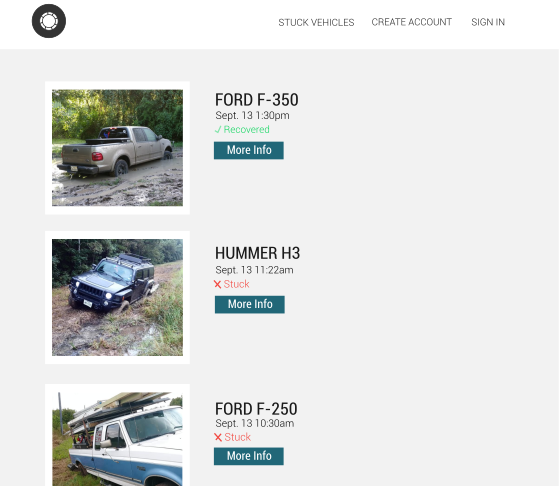 STUCK VEHICLES CREATE ACCOUNT SIGN IN
FORD F-350
Sept. 13 1:30pm
✓ Recovered
More Info
HUMMER H3
Sept. 13 11:22am
✗ Stuck
More Info
FORD F-250
Sept. 13 10:30am
✗ Stuck
More Info